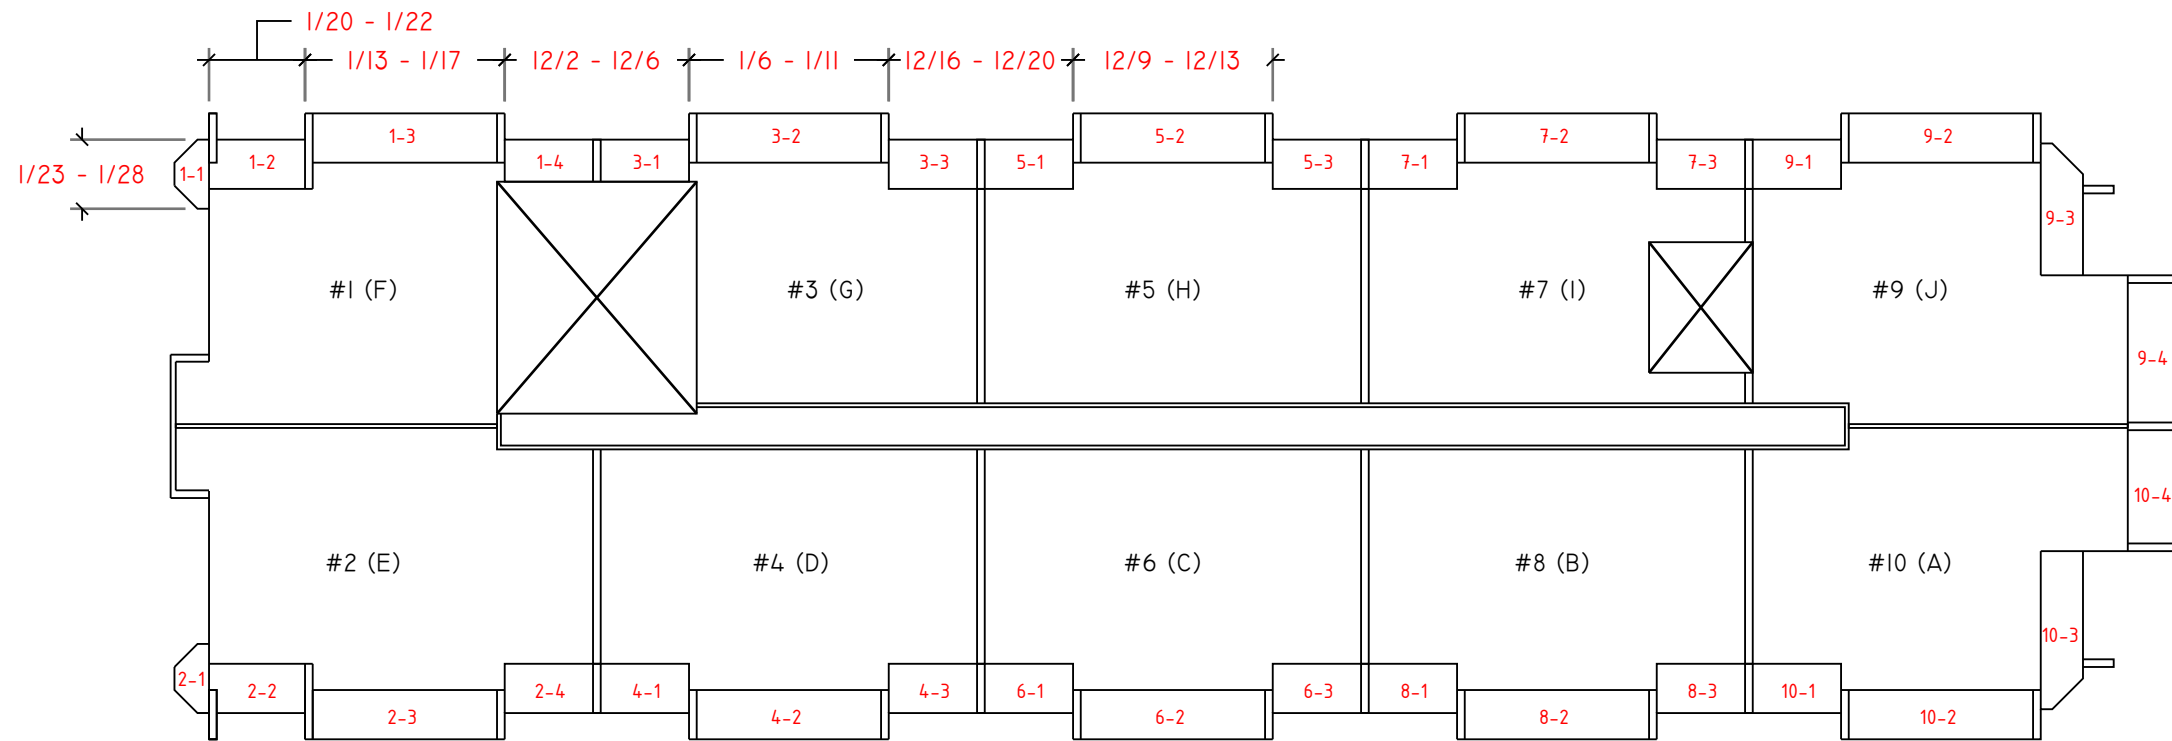 1/20 - 1/22
1/13 - 1/17 12/2 - 12/6 1/6 - 1/11 12/16 - 12/20 12/9 - 12/13
1-3 3-2 5-2 7-2 9-2
1-2 1-4 3-1 3-3 5-1 5-3 7-1 7-3 9-1
1/23 - 1/28 1-1
9-3
#1 (F) #3 (G) #5 (H) #7 (I) #9 (J)
9-4
10-4
#2 (E) #4 (D) #6 (C) #8 (B) #10 (A)
10-3
2-1
2-2 2-4 4-1 4-3 6-1 6-3 8-1 8-3 10-1
2-3 4-2 6-2 8-2 10-2